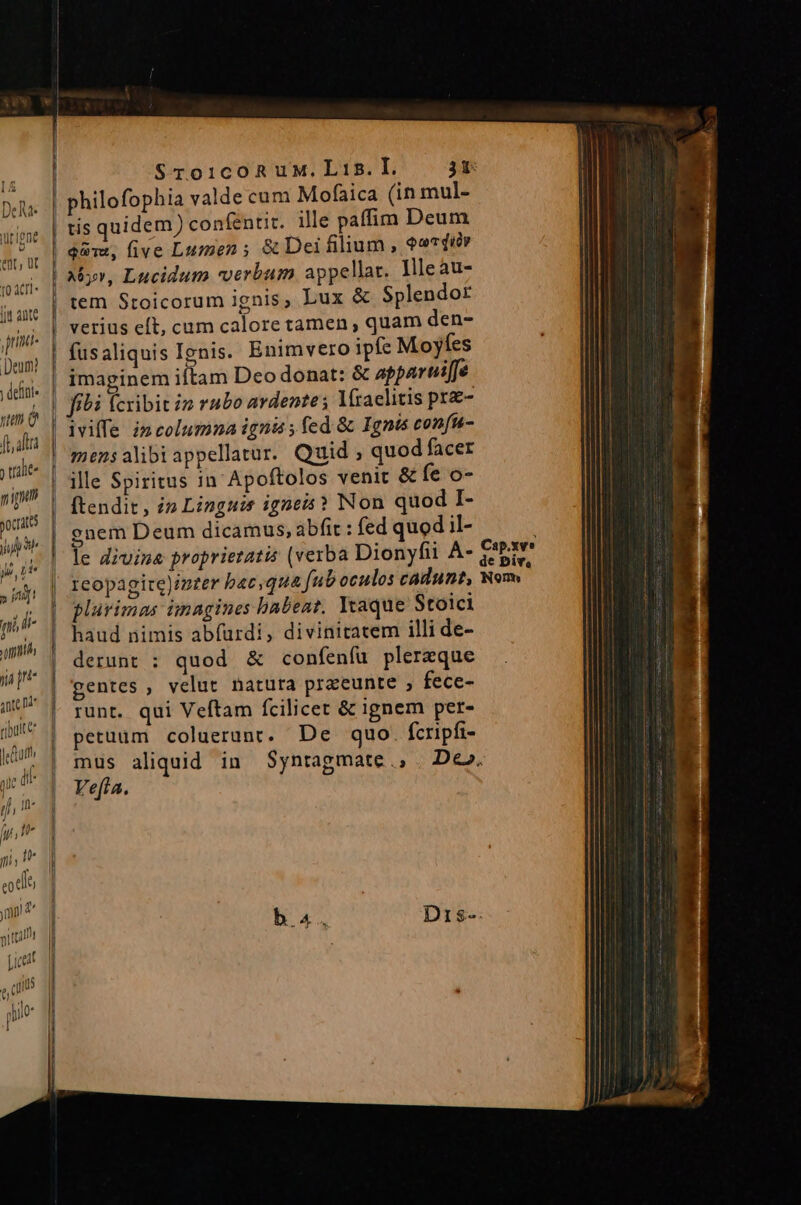 STOICORUM. LIB. I. 31
philoſophia valde cum Moſaica (in mul-
tis quidem) conſentit. ille paſſim Deum
φῶτα, ſive Lumen; & Dei filium, φωτεινὸν
λόγον, Lucidum verbum appellat. Ille au-
tem Stoicorum ignis, Lux & Splendor
verius eſt, cum calore tamen, quam den-
ſus aliquis Ignis. Enimvero ipſe Moyſes
imaginem iſtam Deo donat: & apparuiſſe
ſibi ſcribit in rubo ardente; Iſraelitis præ-
iviſſe in columna ignis; ſed & Ignis conſu-
mens alibi appellatur. Quid, quod facer
ille Spiritus in Apoſtolos venit & ſe o-
ſtendit, in Linguis igneis? Non quod I-
gnem Deum dicamus, abſit: ſed quod il-
le divinæ proprietatis (verba Dionyſii A-
Cap. xv.
de Div.
Nom.
reopagite) inter hæc, quæ ſub oculos cadunt,
plurimas imagines habeat. Itaque Stoici
haud nimis abſurdi, divinitatem illi de-
derunt: quod & conſenſu pleræque
gentes, velut natura præeunte, fece-
runt. qui Veſtam ſcilicet & ignem per-
petuum coluerunt. De quo ſcripſi-
mus aliquid in Syntagmate, De
Veſta.
b 4. DIS-